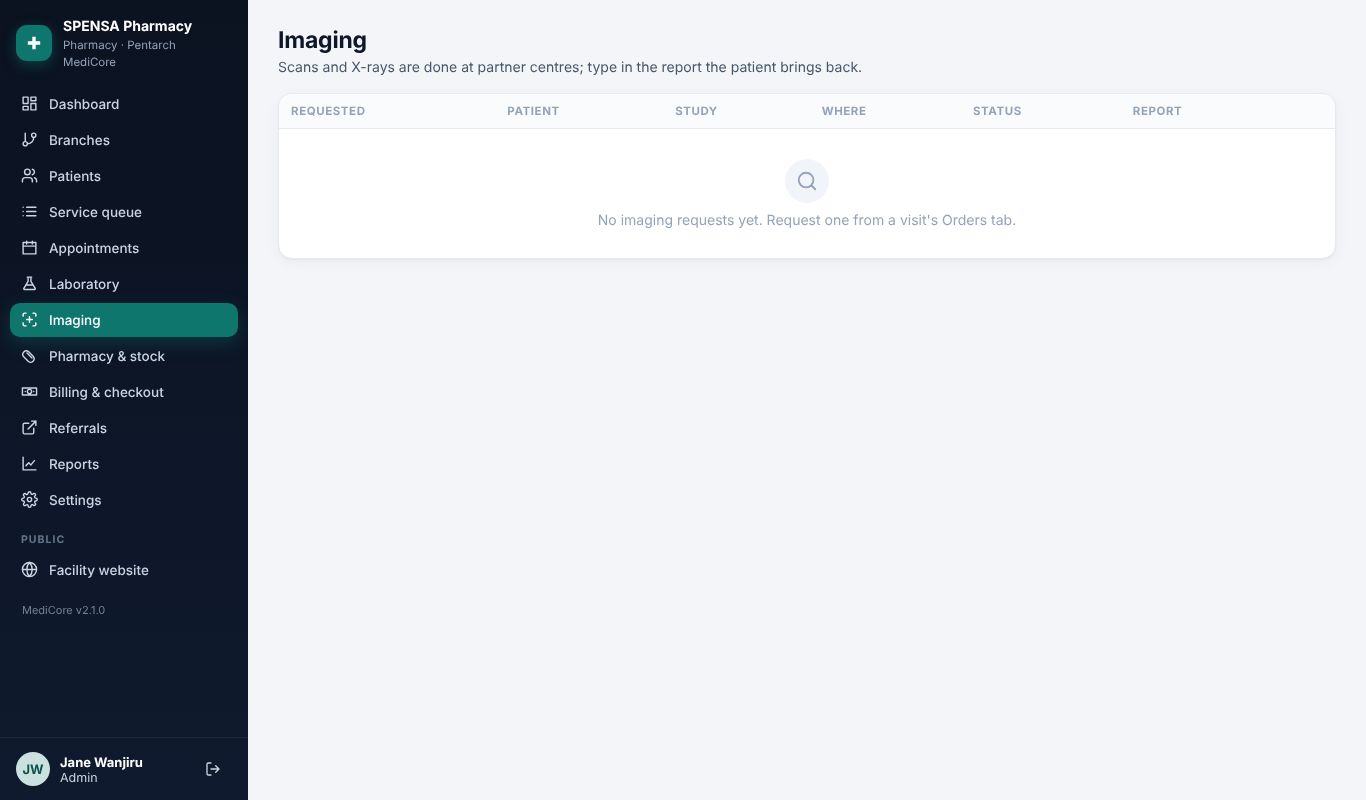 SPENSA Pharmacy
Pharmacy · Pentarch
MediCore
Dashboard
Branches
Patients
Service queue
Appointments
Laboratory
Imaging
Pharmacy & stock
Billing & checkout
Referrals
Reports
Settings
PUBLIC
Facility website
MediCore v2.1.0
JW
Jane Wanjiru
Admin
Imaging
Scans and X-rays are done at partner centres; type in the report the patient brings back.
REQUESTED PATIENT STUDY WHERE STATUS REPORT
No imaging requests yet. Request one from a visit's Orders tab.